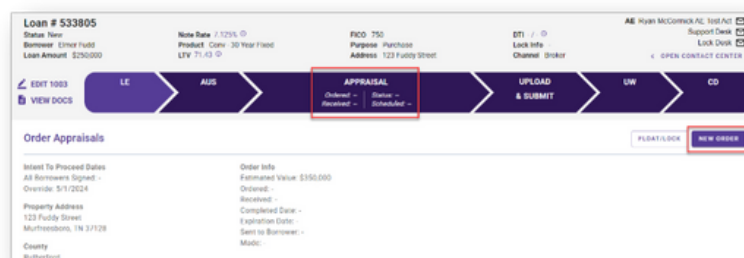 Loan # 533805
Status New
Borrower Elmer Fudd
Loan Amount $250,000
Note Rate 7.125%
Product Conv - 30 Year Fixed
LTV 71.43
FICO 750
Purpose Purchase
Address 123 Fuddy Street
DTI - / -
Lock Info -
Channel Broker
AE Ryan McCormick AE, Test Act
Support Desk
Lock Desk
< OPEN CONTACT CENTER
EDIT 1003
VIEW DOCS
LE
AUS
APPRAISAL
Ordered: -- Status: --
Received: -- Scheduled: --
UPLOAD
& SUBMIT
UW
CD
Order Appraisals
FLOAT/LOCK
NEW ORDER
Intent To Proceed Dates
All Borrowers Signed: -
Override: 5/1/2024
Property Address
123 Fuddy Street
Murfreesboro, TN 37128
County
Rutherford
Order Info
Estimated Value: $350,000
Ordered: -
Received: -
Completed Date: -
Expiration Date: -
Sent to Borrower: -
Made: -